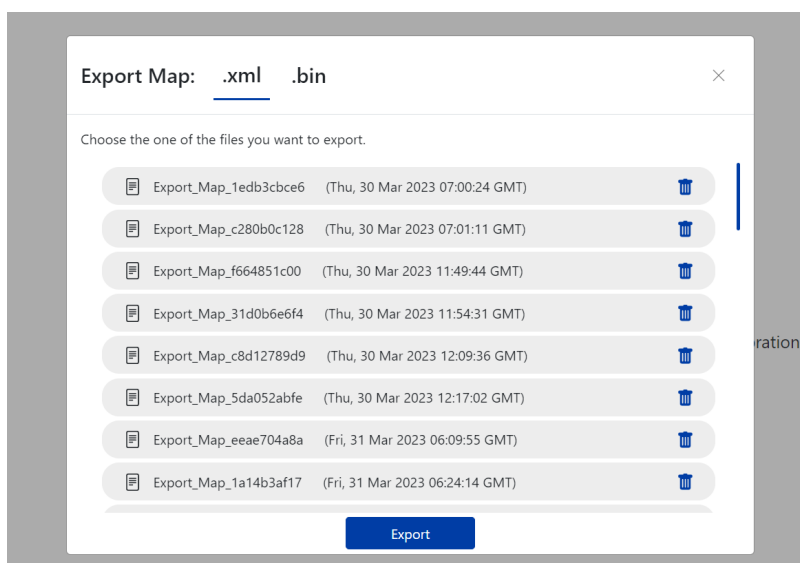 Export Map: .xml .bin
Choose the one of the files you want to export.
Export_Map_1edb3cbce6 (Thu, 30 Mar 2023 07:00:24 GMT)
Export_Map_c280b0c128 (Thu, 30 Mar 2023 07:01:11 GMT)
Export_Map_f664851c00 (Thu, 30 Mar 2023 11:49:44 GMT)
Export_Map_31d0b6e6f4 (Thu, 30 Mar 2023 11:54:31 GMT)
Export_Map_c8d12789d9 (Thu, 30 Mar 2023 12:09:36 GMT)
Export_Map_5da052abfe (Thu, 30 Mar 2023 12:17:02 GMT)
Export_Map_eeae704a8a (Fri, 31 Mar 2023 06:09:55 GMT)
Export_Map_1a14b3af17 (Fri, 31 Mar 2023 06:24:14 GMT)
Export